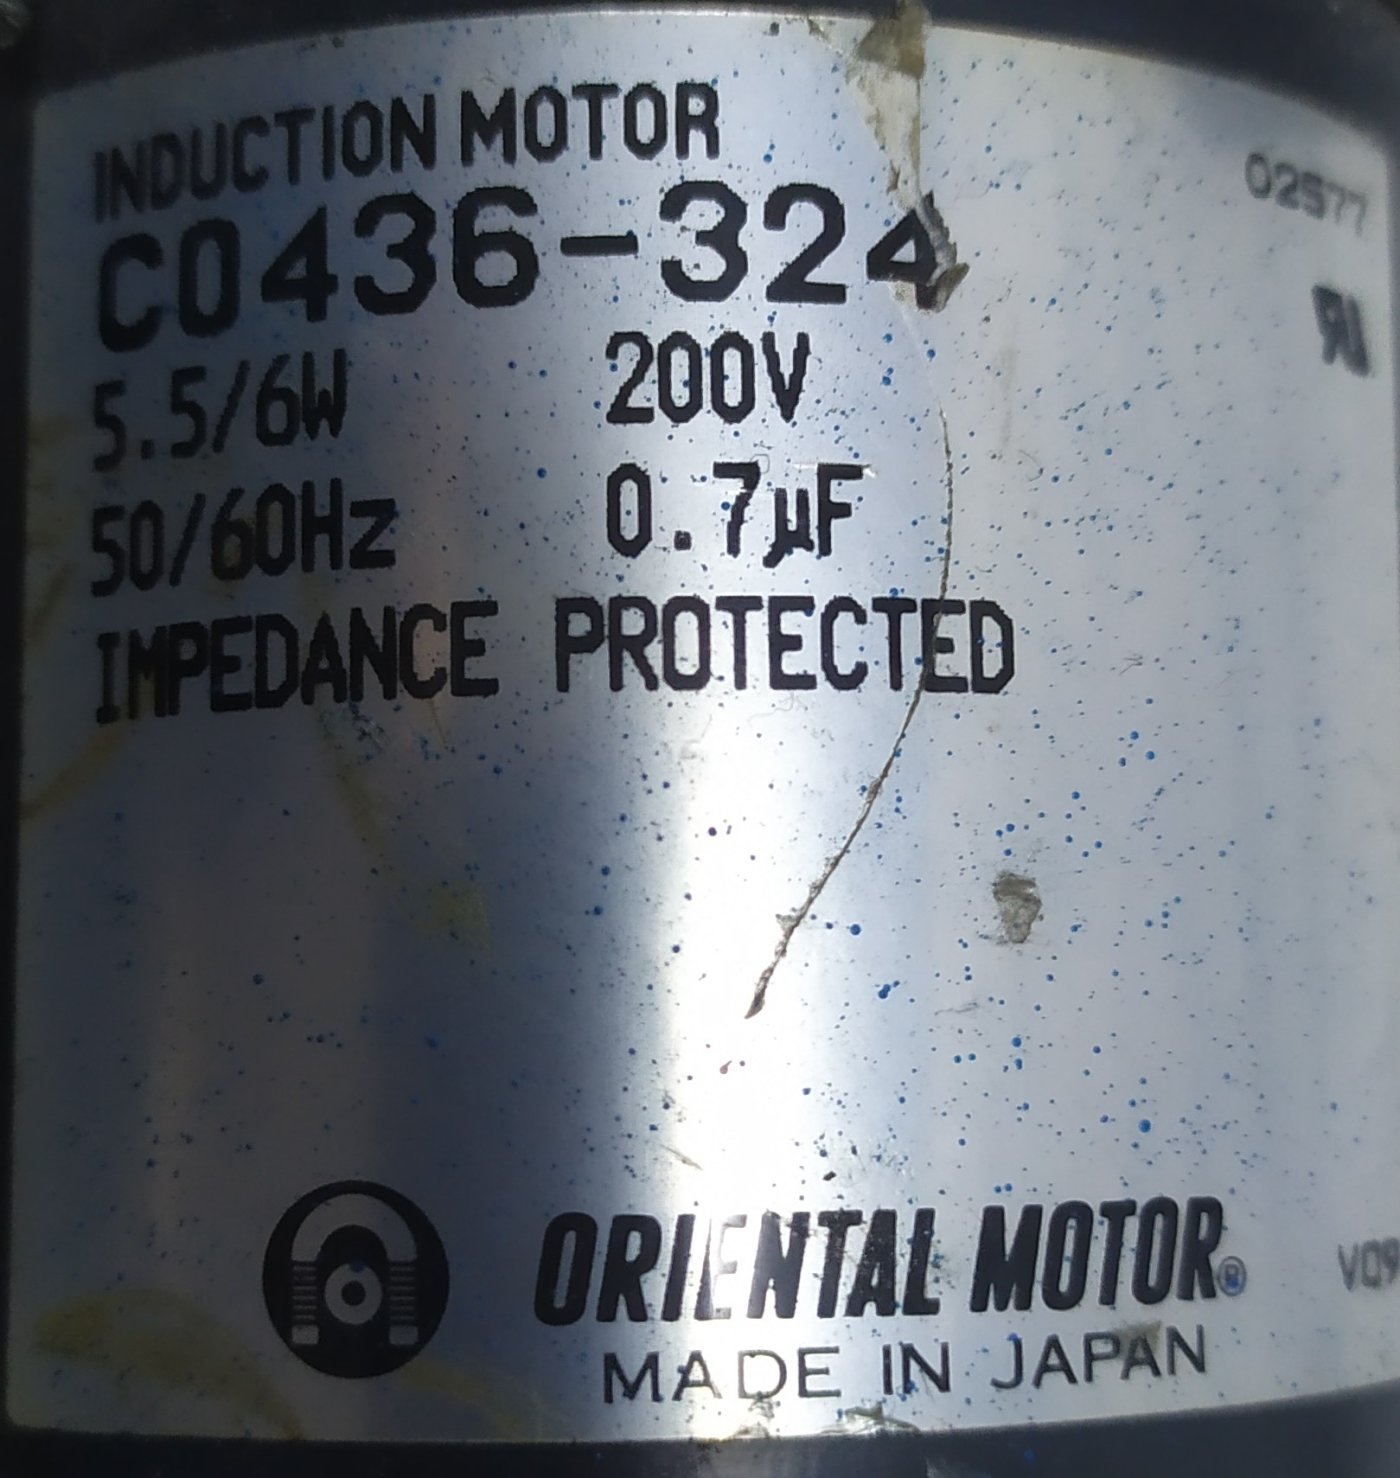 INDUCTION MOTOR
02577
C0436-324
5.5/6W 200V
50/60Hz 0.7µF
IMPEDANCE PROTECTED
ORIENTAL MOTOR®
MADE IN JAPAN